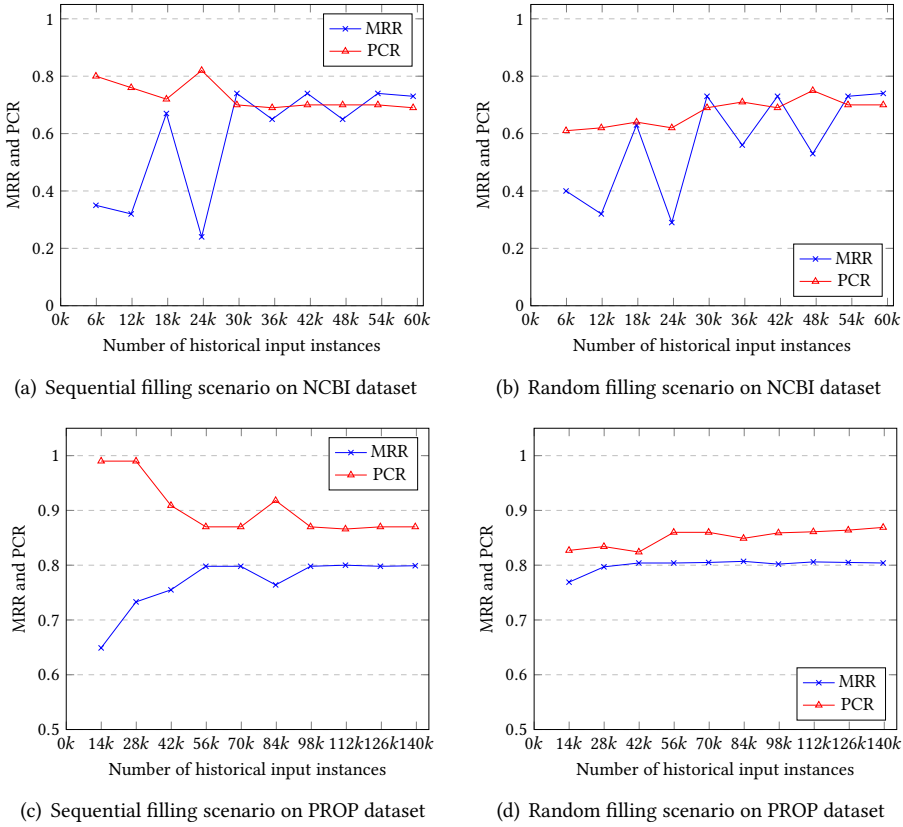 1
0.8
0.6
0.4
0.2
0
MRR and PCR
MRR
PCR
0k 6k 12k 18k 24k 30k 36k 42k 48k 54k 60k
Number of historical input instances
(a) Sequential filling scenario on NCBI dataset
1
0.8
0.6
0.4
0.2
0
MRR and PCR
MRR
PCR
0k 6k 12k 18k 24k 30k 36k 42k 48k 54k 60k
Number of historical input instances
(b) Random filling scenario on NCBI dataset
1
0.9
0.8
0.7
0.6
0.5
MRR and PCR
MRR
PCR
0k 14k 28k 42k 56k 70k 84k 98k 112k 126k 140k
Number of historical input instances
(c) Sequential filling scenario on PROP dataset
1
0.9
0.8
0.7
0.6
0.5
MRR and PCR
MRR
PCR
0k 14k 28k 42k 56k 70k 84k 98k 112k 126k 140k
Number of historical input instances
(d) Random filling scenario on PROP dataset